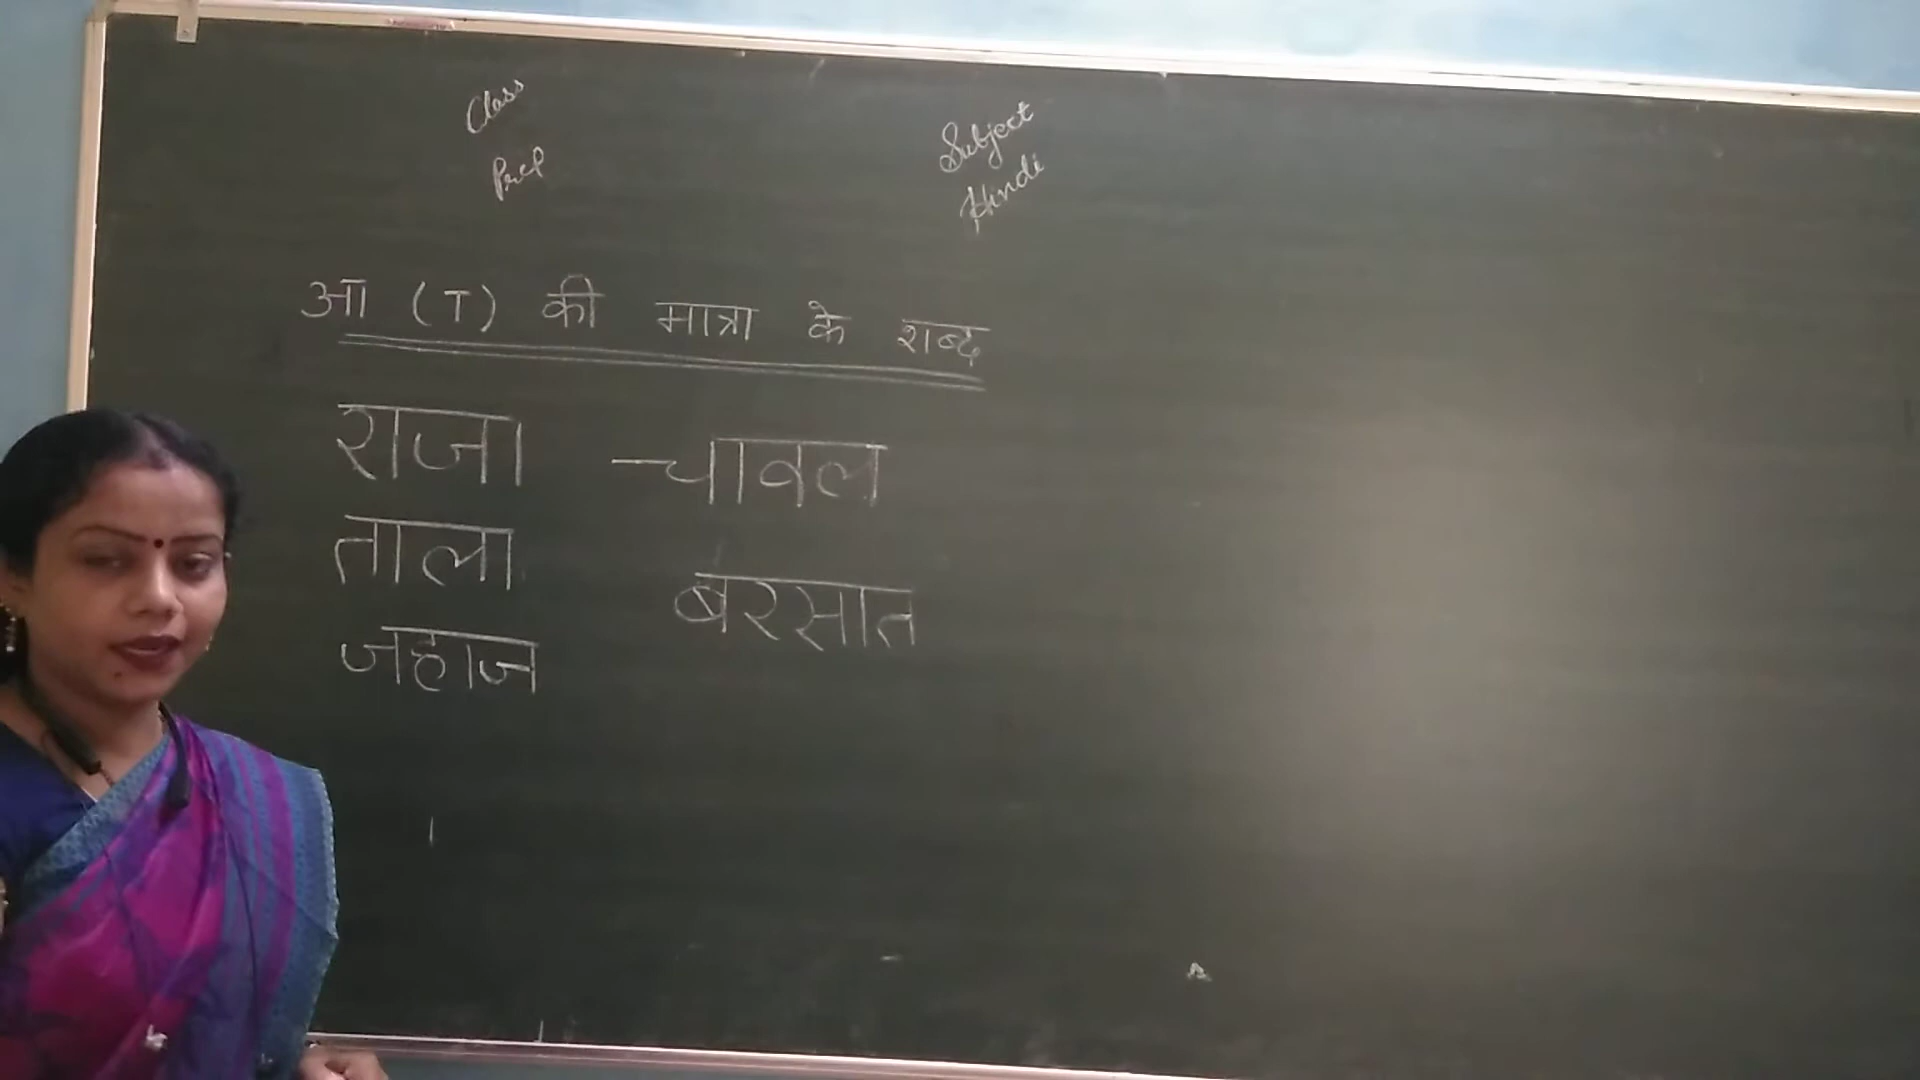 Class
Prep
Subject
Hindi
आ (ा) की मात्रा के शब्द
राजा चावल
ताला बरसात
जहाज